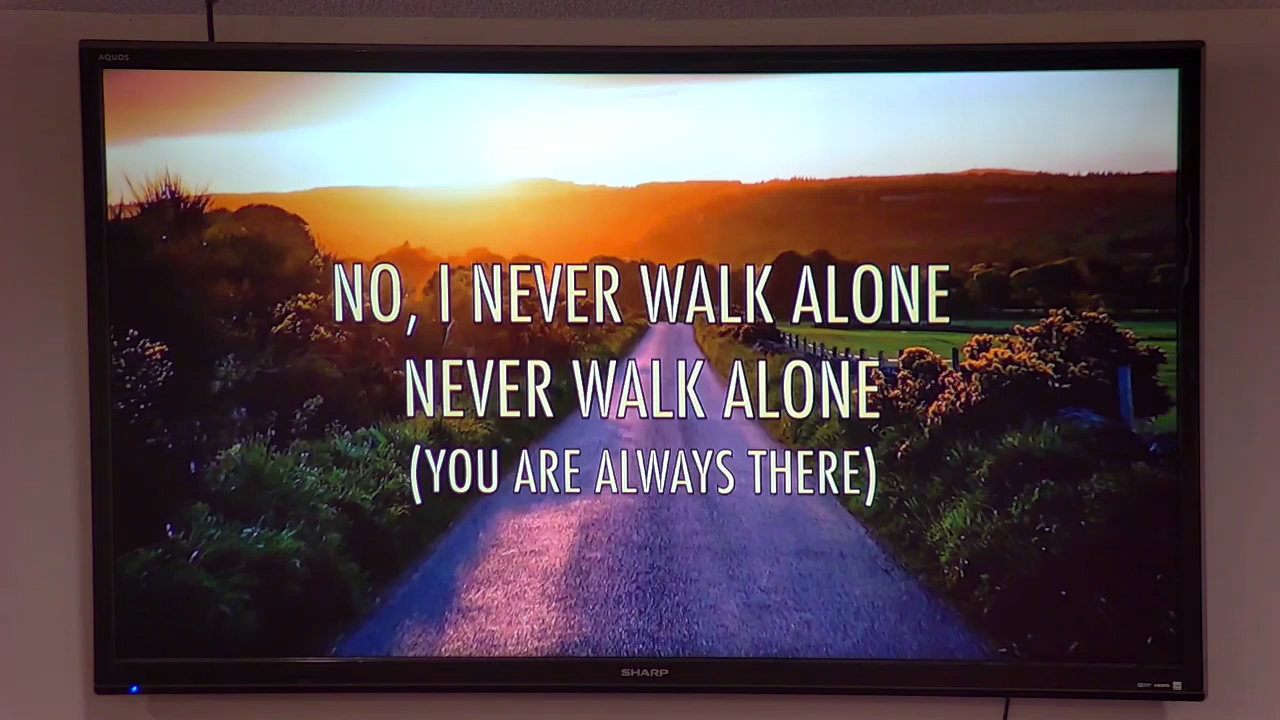 AQUOS
NO, I NEVER WALK ALONE
NEVER WALK ALONE
(YOU ARE ALWAYS THERE)
SHARP